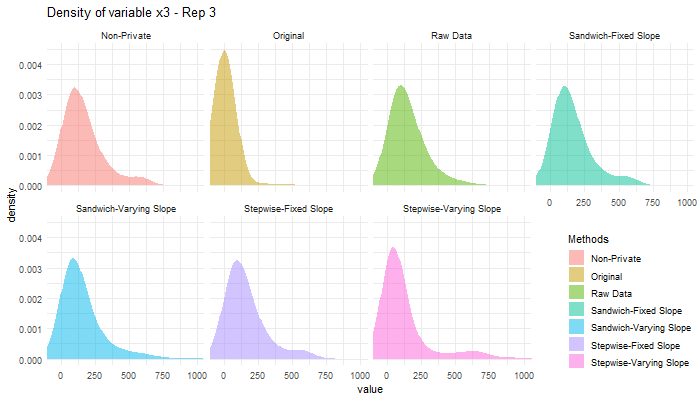 Density of variable x3 - Rep 3
Non-Private
Original
Raw Data
Sandwich-Fixed Slope
0.004
0.003
0.002
0.001
0.000
0 250 500 750 1000
Sandwich-Varying Slope
Stepwise-Fixed Slope
Stepwise-Varying Slope
0.004
0.003
0.002
0.001
0.000
0 250 500 750 1000
0 250 500 750 1000
0 250 500 750 1000
density
value
Methods
Non-Private
Original
Raw Data
Sandwich-Fixed Slope
Sandwich-Varying Slope
Stepwise-Fixed Slope
Stepwise-Varying Slope